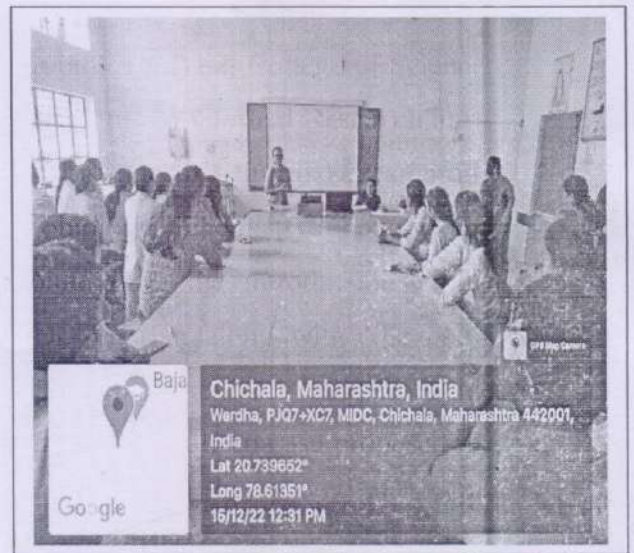 GPS Map Camera
Baja
Google
Chichala, Maharashtra, India
Wardha, PJQ7+XC7, MIDC, Chichala, Maharashtra 442001,
India
Lat 20.739652°
Long 78.61351°
15/12/22 12:31 PM